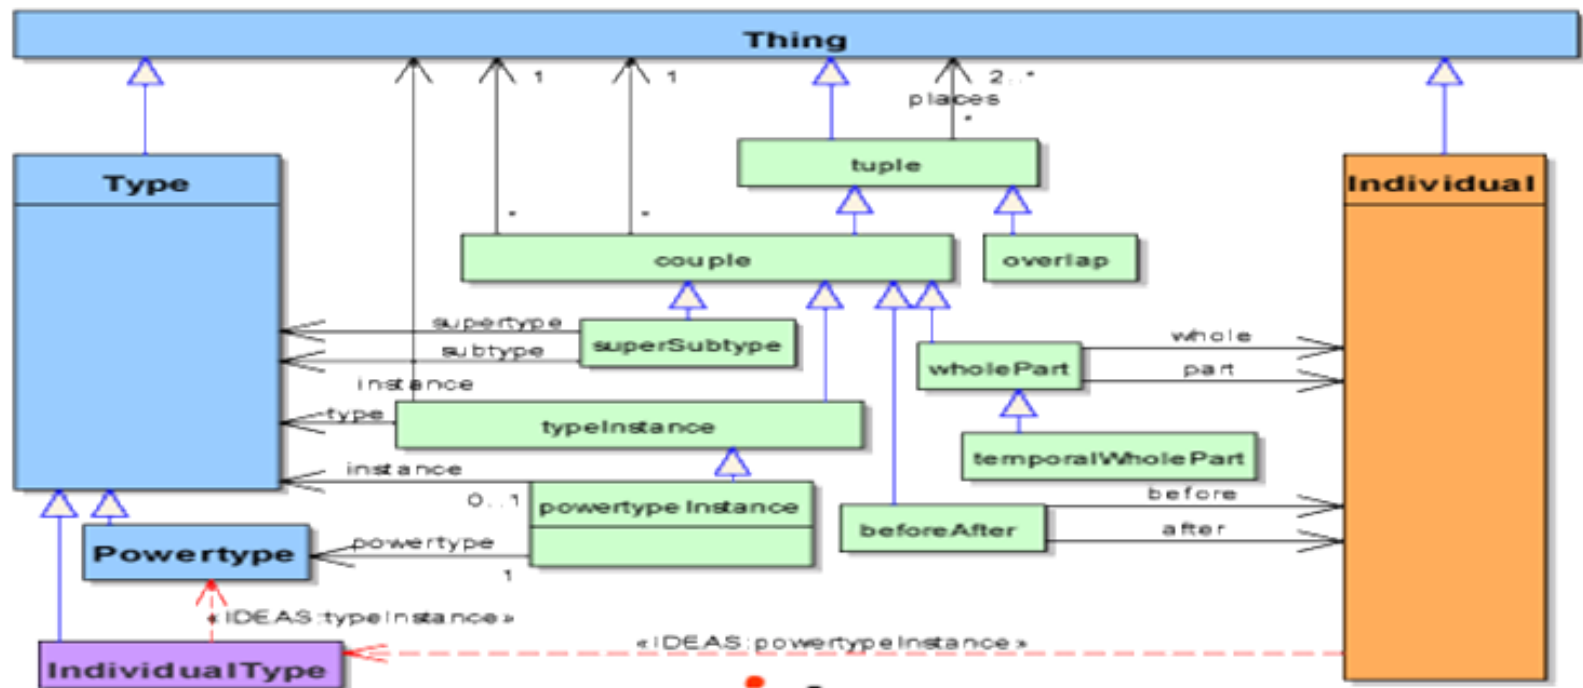 Thing
1
1
2..*
places
*
tuple
Type
Individual
*
*
couple
overlap
supertype
superSubtype
subtype
whole
wholePart
part
instance
type
typeInstance
temporalWholePart
instance
0..1
powertypeInstance
before
beforeAfter
after
powertype
1
Powertype
«IDEAS:typeInstance»
«IDEAS:powertypeInstance»
IndividualType